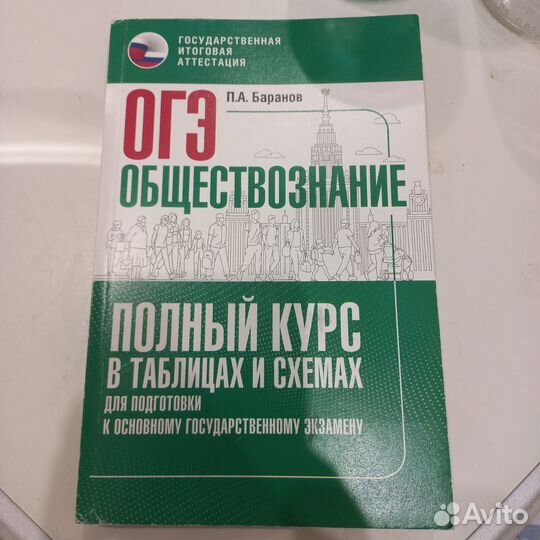 ГОСУДАРСТВЕННАЯ
ИТОГОВАЯ
АТТЕСТАЦИЯ
П.А. Баранов
ОГЭ
ОБЩЕСТВОЗНАНИЕ
ПОЛНЫЙ КУРС
В ТАБЛИЦАХ И СХЕМАХ
ДЛЯ ПОДГОТОВКИ
К ОСНОВНОМУ ГОСУДАРСТВЕННОМУ ЭКЗАМЕНУ
Avito